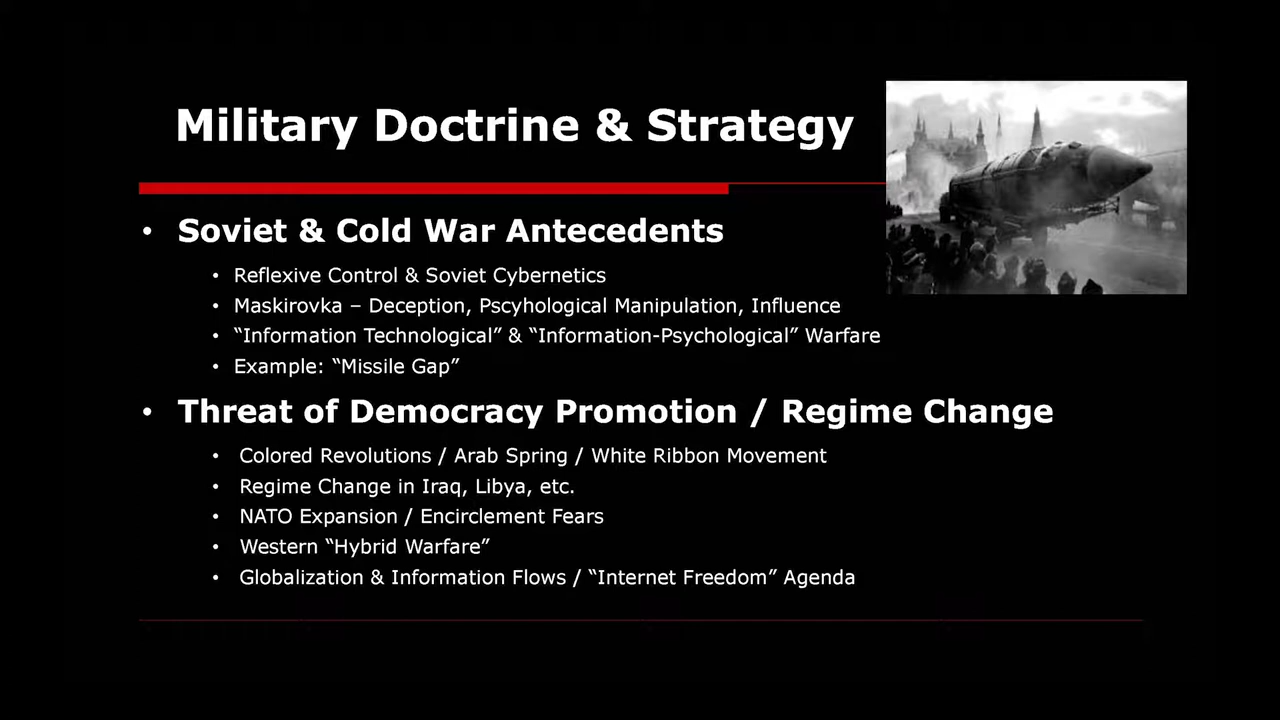 Military Doctrine & Strategy
• Soviet & Cold War Antecedents
• Reflexive Control & Soviet Cybernetics
• Maskirovka – Deception, Pscyhological Manipulation, Influence
• “Information Technological” & “Information-Psychological” Warfare
• Example: “Missile Gap”
• Threat of Democracy Promotion / Regime Change
• Colored Revolutions / Arab Spring / White Ribbon Movement
• Regime Change in Iraq, Libya, etc.
• NATO Expansion / Encirclement Fears
• Western “Hybrid Warfare”
• Globalization & Information Flows / “Internet Freedom” Agenda